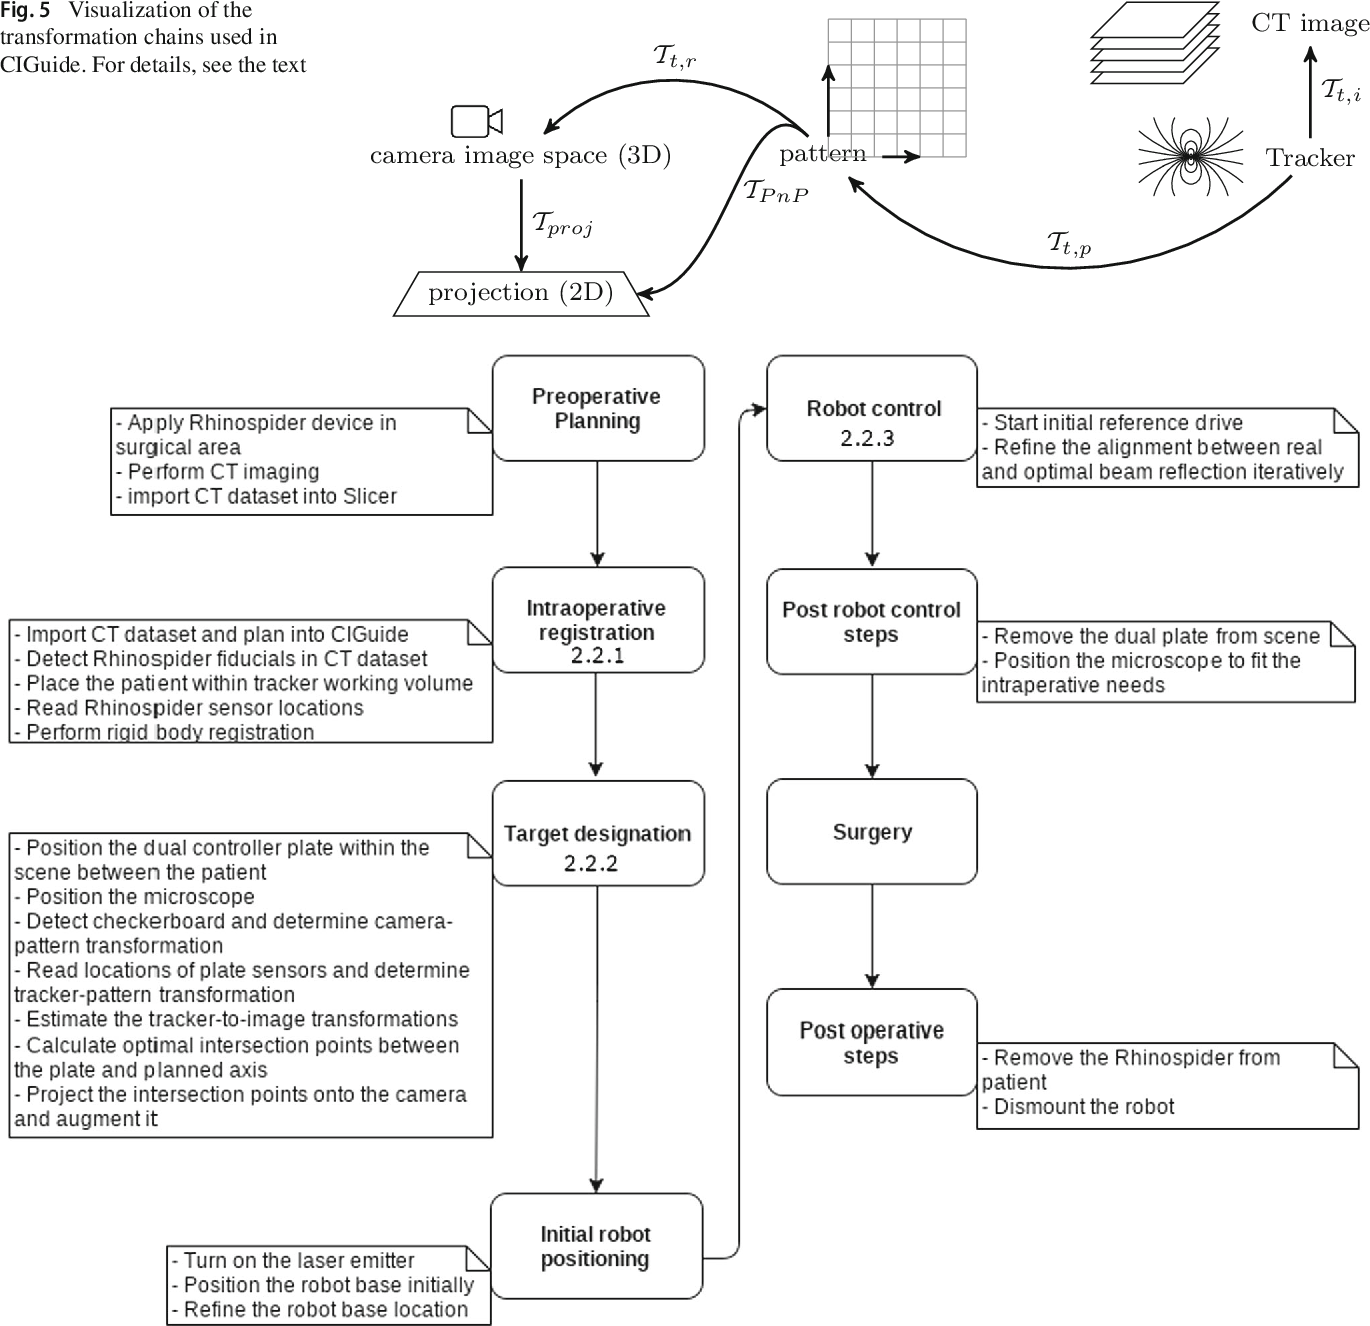 Fig. 5 Visualization of the
transformation chains used in
CIGuide. For details, see the text
𝒯t,r
CT image
𝒯t,i
camera image space (3D)
pattern
Tracker
𝒯PnP
𝒯proj
𝒯t,p
projection (2D)
Preoperative
Planning
- Apply Rhinospider device in
surgical area
- Perform CT imaging
- import CT dataset into Slicer
Intraoperative
registration
2.2.1
- Import CT dataset and plan into CIGuide
- Detect Rhinospider fiducials in CT dataset
- Place the patient within tracker working volume
- Read Rhinospider sensor locations
- Perform rigid body registration
Target designation
2.2.2
- Position the dual controller plate within the
scene between the patient
- Position the microscope
- Detect checkerboard and determine camera-
pattern transformation
- Read locations of plate sensors and determine
tracker-pattern transformation
- Estimate the tracker-to-image transformations
- Calculate optimal intersection points between
the plate and planned axis
- Project the intersection points onto the camera
and augment it
Initial robot
positioning
- Turn on the laser emitter
- Position the robot base initially
- Refine the robot base location
Robot control
2.2.3
- Start initial reference drive
- Refine the alignment between real
and optimal beam reflection iteratively
Post robot control
steps
- Remove the dual plate from scene
- Position the microscope to fit the
intraperative needs
Surgery
Post operative
steps
- Remove the Rhinospider from
patient
- Dismount the robot